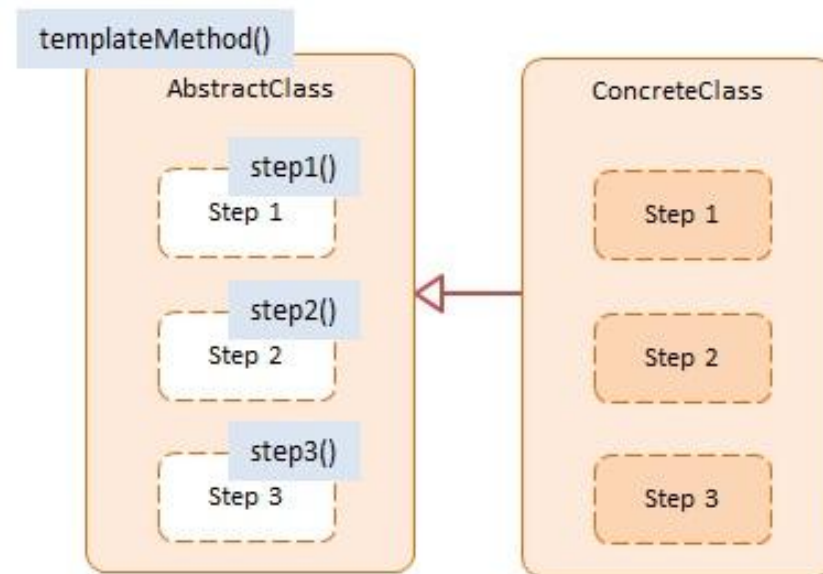 templateMethod()
AbstractClass
step1()
Step 1
step2()
Step 2
step3()
Step 3
ConcreteClass
Step 1
Step 2
Step 3